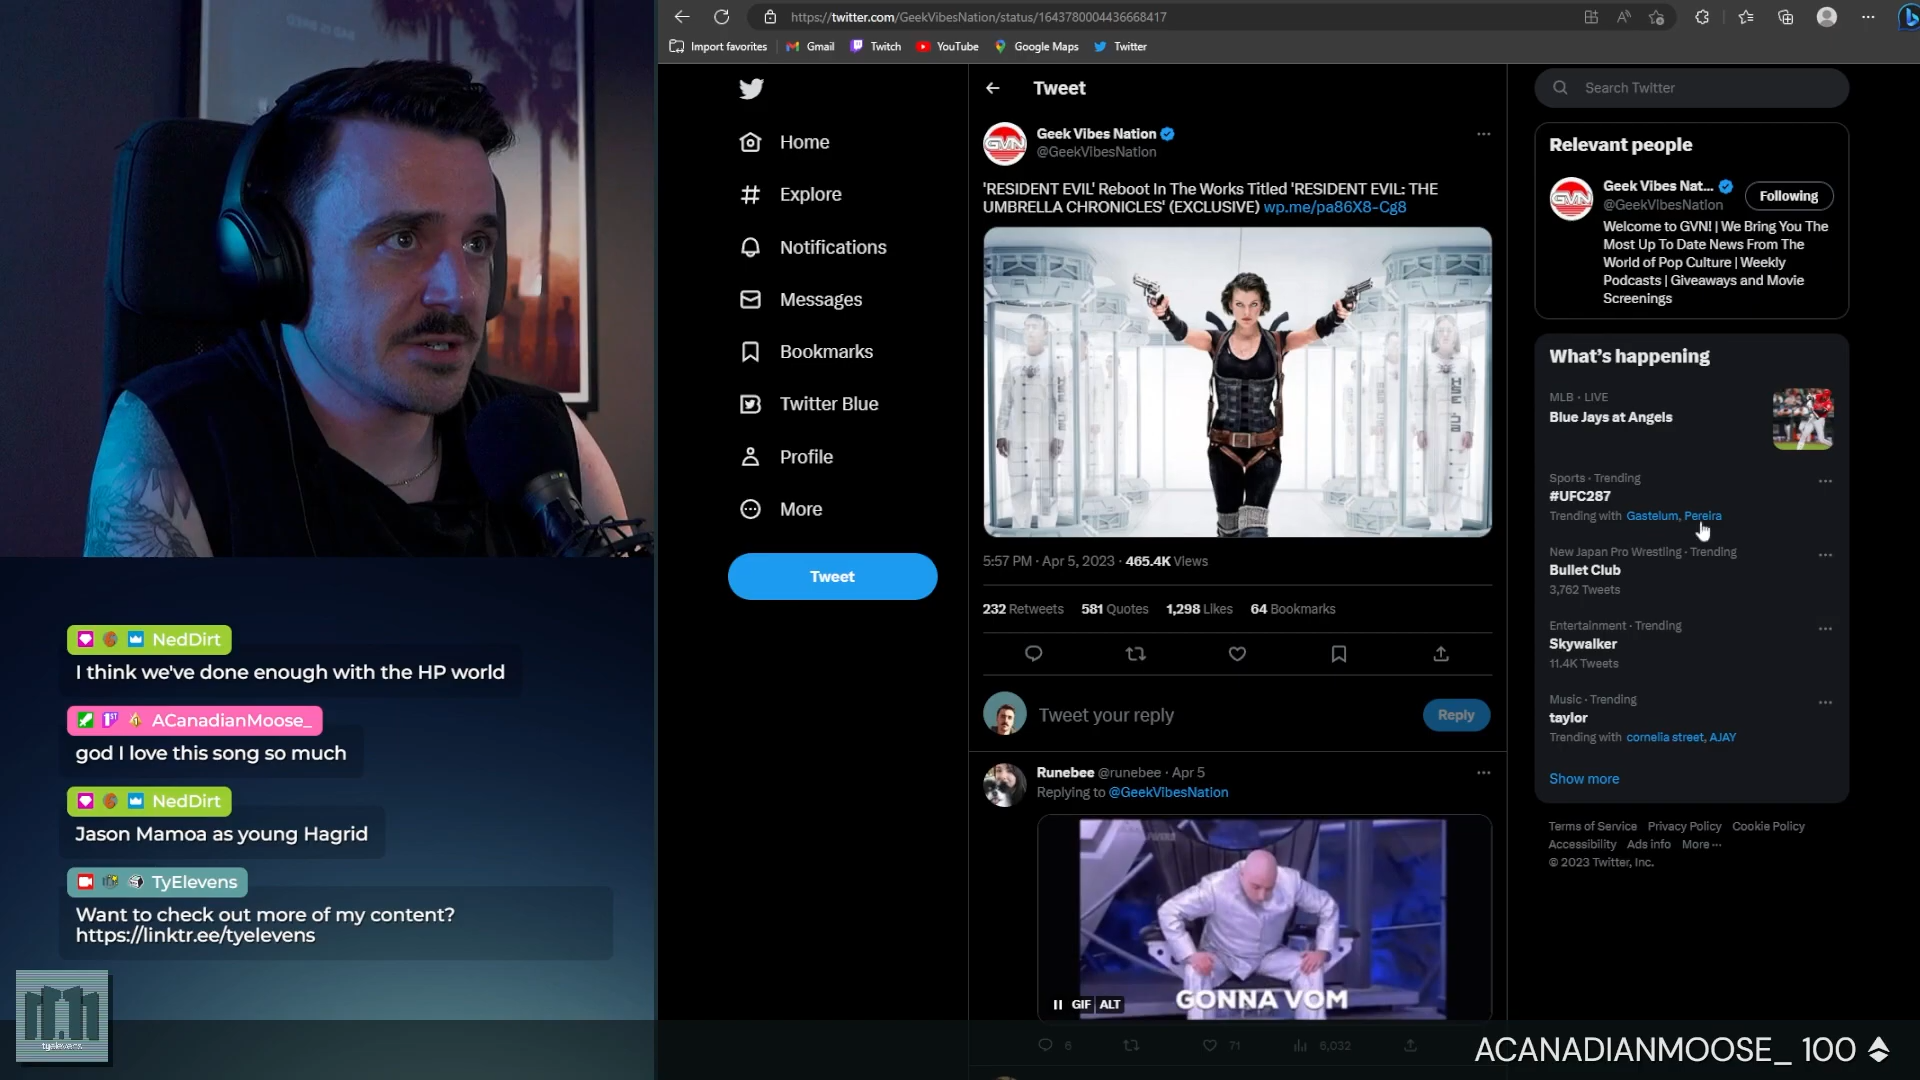 https://twitter.com/GeekVibesNation/status/1643780004436668417
Import favorites
Gmail
Twitch
YouTube
Google Maps
Twitter
Home
Explore
Notifications
Messages
Bookmarks
Twitter Blue
Profile
More
Tweet
Tweet
Geek Vibes Nation
@GeekVibesNation
'RESIDENT EVIL' Reboot In The Works Titled 'RESIDENT EVIL: THE
UMBRELLA CHRONICLES' (EXCLUSIVE) wp.me/pa86X8-Cg8
5:57 PM · Apr 5, 2023 · 465.4K Views
232 Retweets 581 Quotes 1,298 Likes 64 Bookmarks
Tweet your reply
Reply
Runebee @runebee · Apr 5
Replying to @GeekVibesNation
GONNA VOM
GIF ALT
6
71
6,032
Search Twitter
Relevant people
Geek Vibes Nat...
@GeekVibesNation
Following
Welcome to GVN! | We Bring You The
Most Up To Date News From The
World of Pop Culture | Weekly
Podcasts | Giveaways and Movie
Screenings
What's happening
MLB · LIVE
Blue Jays at Angels
Sports · Trending
#UFC287
Trending with Gastelum, Pereira
New Japan Pro Wrestling · Trending
Bullet Club
3,762 Tweets
Entertainment · Trending
Skywalker
11.4K Tweets
Music · Trending
taylor
Trending with cornelia street, AJAY
Show more
Terms of Service Privacy Policy Cookie Policy
Accessibility Ads info More ···
© 2023 Twitter, Inc.
NedDirt
I think we've done enough with the HP world
ACanadianMoose_
god I love this song so much
NedDirt
Jason Mamoa as young Hagrid
TyElevens
Want to check out more of my content?
https://linktr.ee/tyelevens
tyelevens
ACANADIANMOOSE_ 100
GVN
GVN